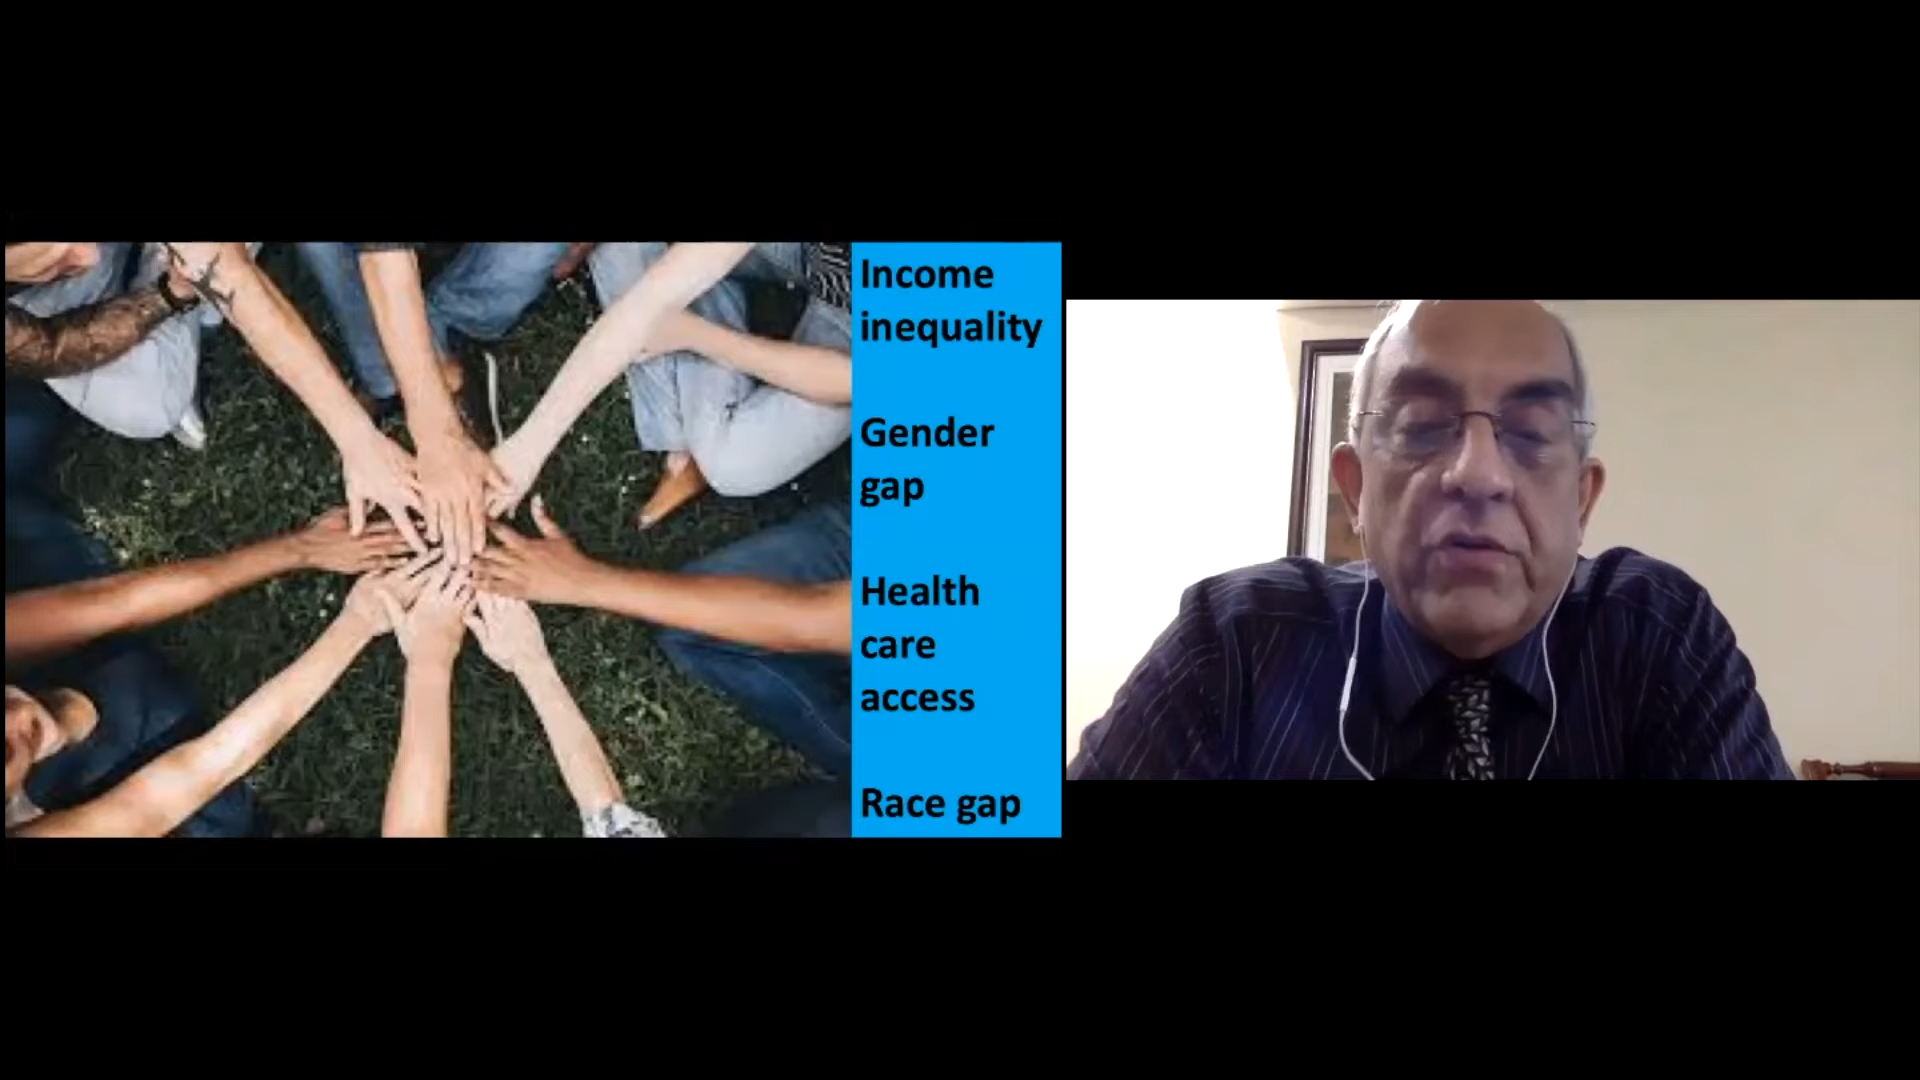 Income
inequality
Gender
gap
Health
care
access
Race gap